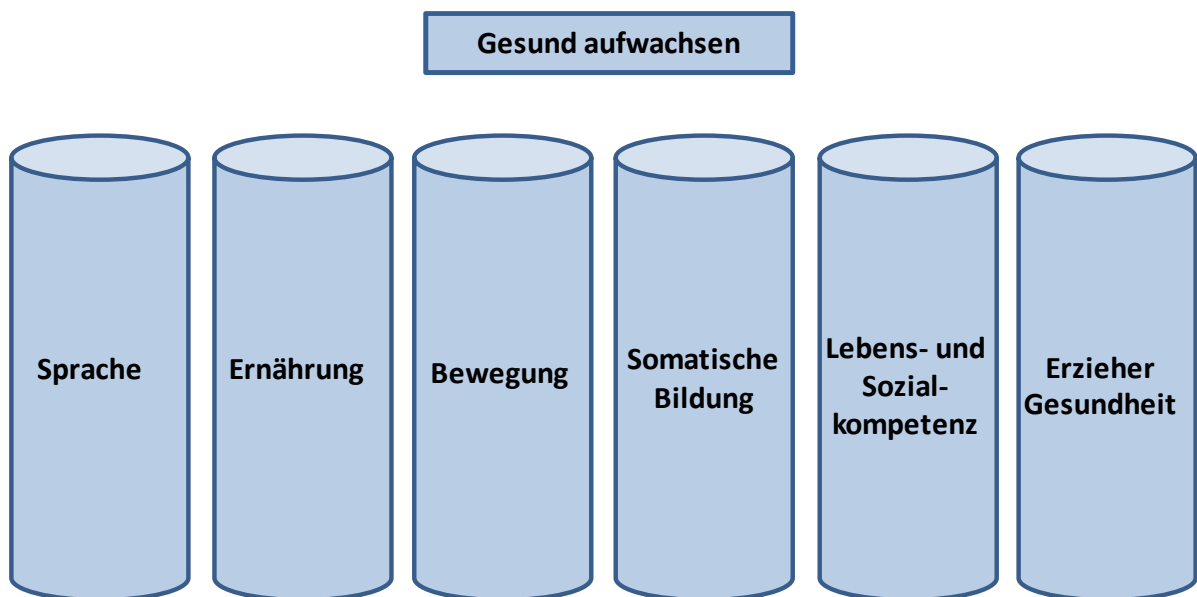 Gesund aufwachsen
Sprache
Ernährung
Bewegung
Somatische
Bildung
Lebens- und
Sozial-
kompetenz
Erzieher
Gesundheit